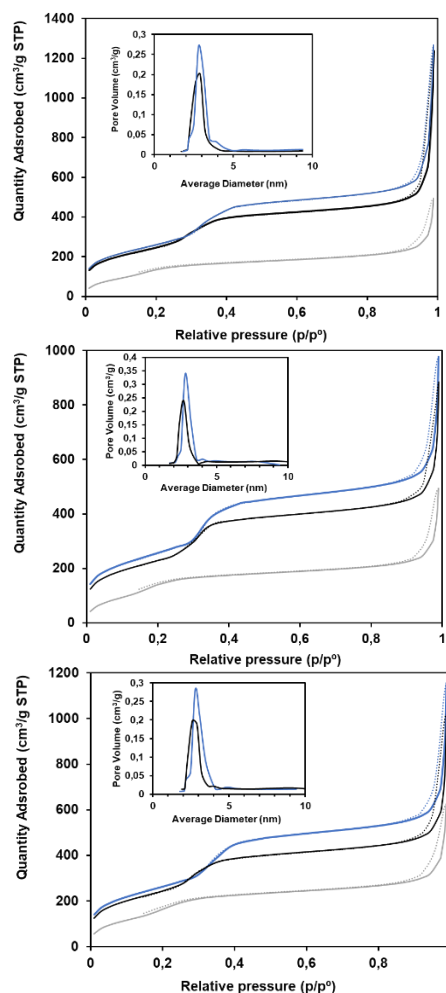 1400
1200
1000
800
600
400
200
0
Quantity Adsrobed (cm³/g STP)
0 0,2 0,4 0,6 0,8 1
Relative pressure (p/pº)
0,3
0,25
0,2
0,15
0,1
0,05
0
Pore Volume (cm³/g)
0 5 10
Average Diameter (nm)
1000
800
600
400
200
0
Quantity Adsrobed (cm³/g STP)
0 0,2 0,4 0,6 0,8 1
Relative pressure (p/pº)
0,4
0,35
0,3
0,25
0,2
0,15
0,1
0,05
0
Pore Volume (cm³/g)
0 5 10
Average Diameter (nm)
1200
1000
800
600
400
200
0
Quantity Adsrobed (cm³/g STP)
0 0,2 0,4 0,6 0,8
Relative pressure (p/pº)
0,3
0,25
0,2
0,15
0,1
0,05
0
Pore Volume (cm³/g)
0 5 10
Average Diameter (nm)